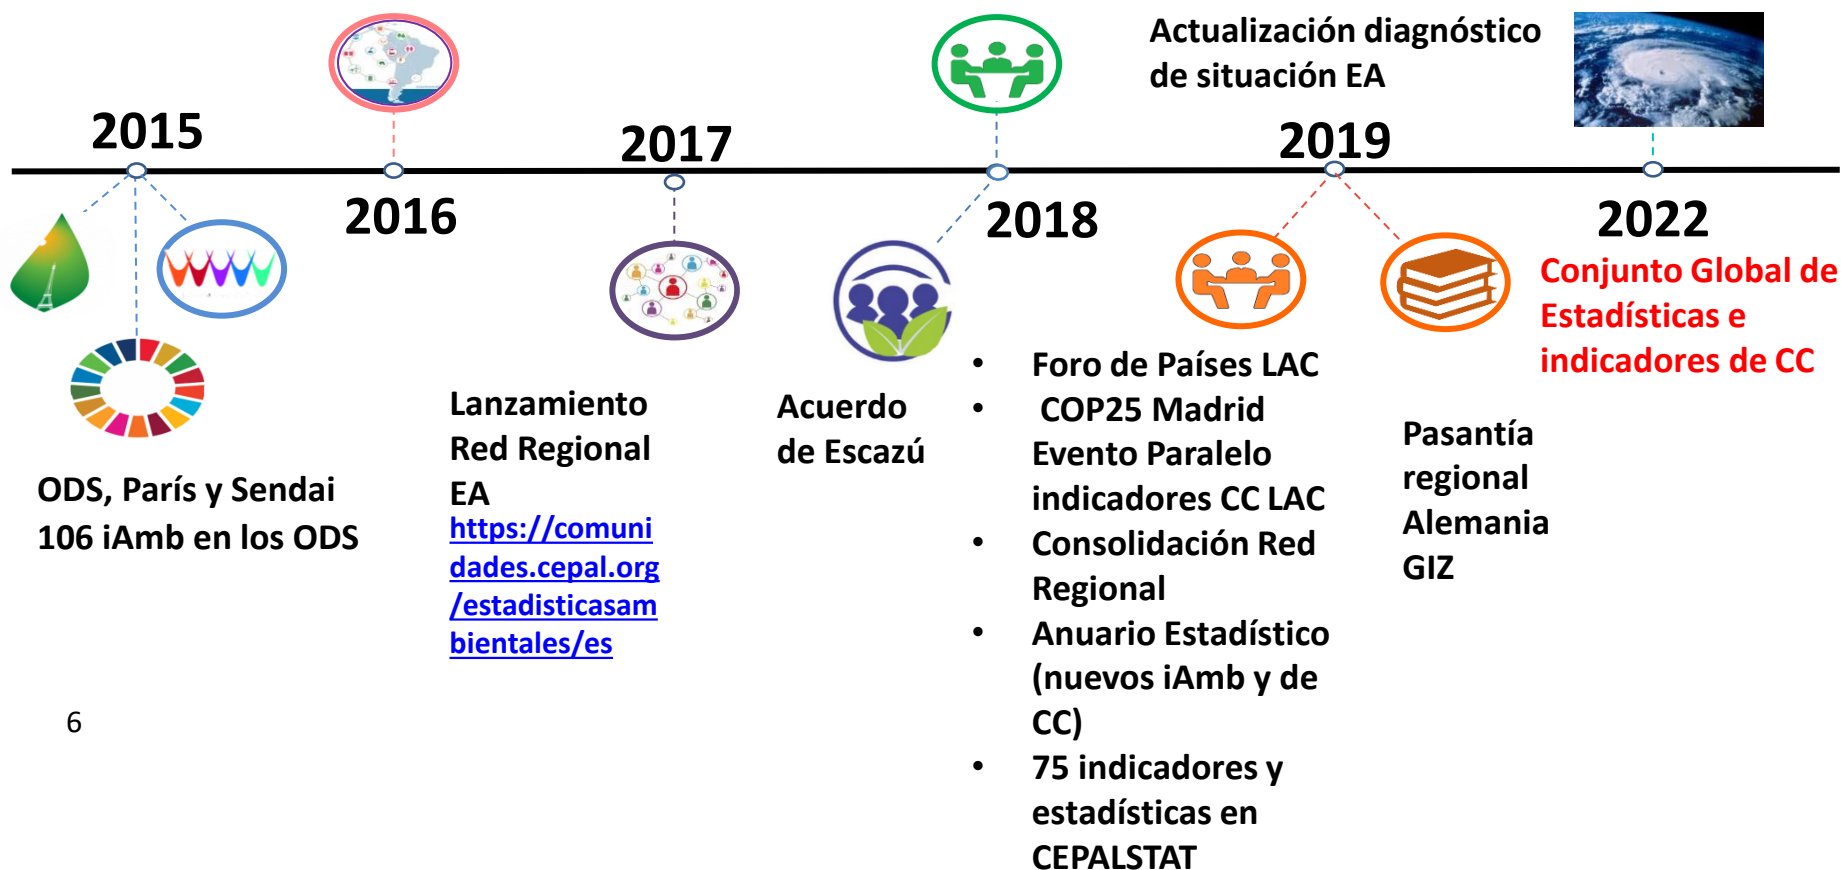 Actualización diagnóstico
de situación EA
2015
2016
2017
2018
2019
2022
ODS, París y Sendai
106 iAmb en los ODS
Lanzamiento
Red Regional
EA
https://comuni
dades.cepal.org
/estadisticasam
bientales/es
Acuerdo
de Escazú
• Foro de Países LAC
• COP25 Madrid
Evento Paralelo
indicadores CC LAC
• Consolidación Red
Regional
• Anuario Estadístico
(nuevos iAmb y de
CC)
• 75 indicadores y
estadísticas en
CEPALSTAT
Pasantía
regional
Alemania
GIZ
Conjunto Global de
Estadísticas e
indicadores de CC
6